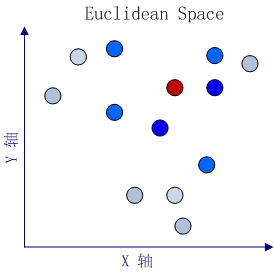 Euclidean Space
Y 轴
X 轴